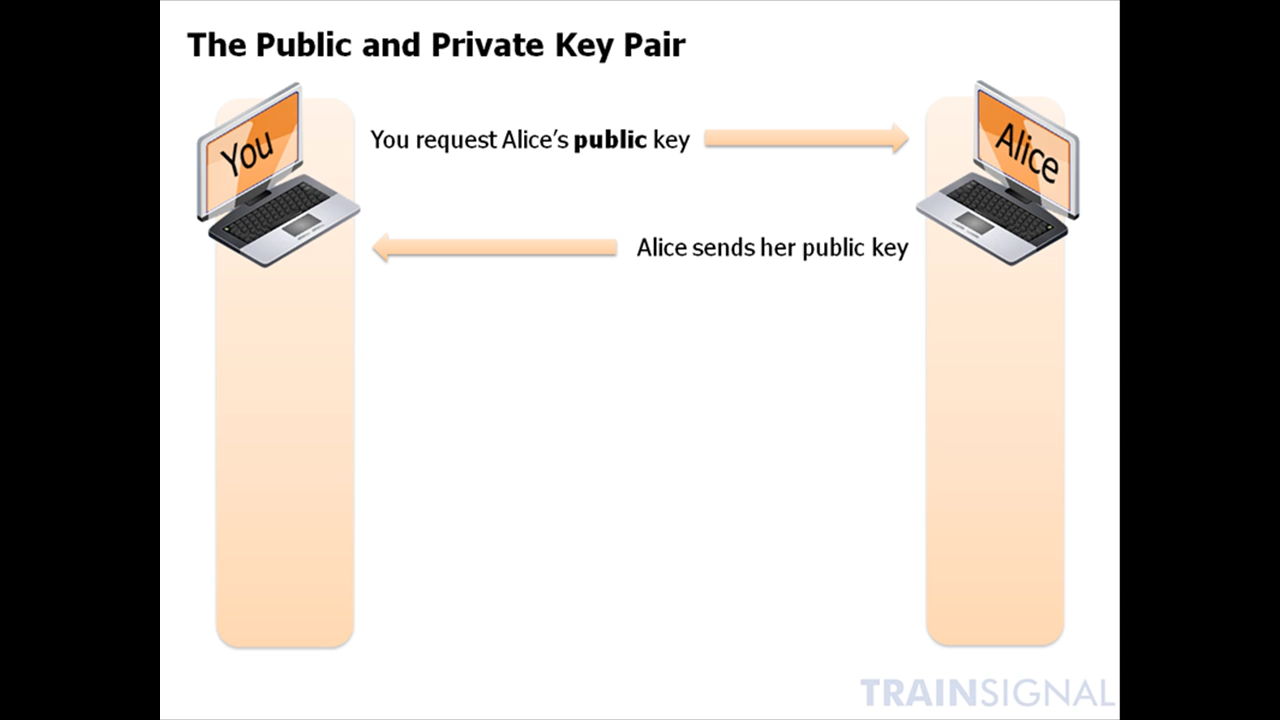 The Public and Private Key Pair
You
You request Alice's public key
Alice
Alice sends her public key
TRAINSIGNAL